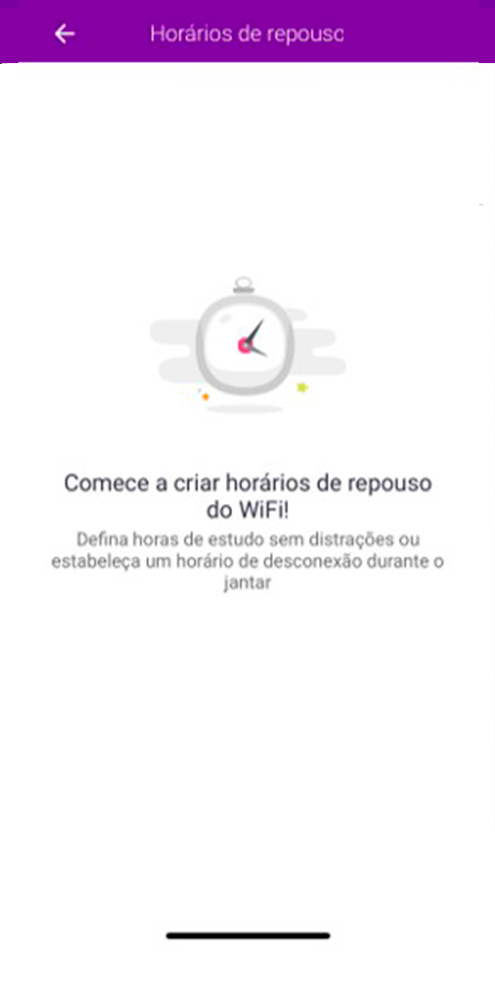 Horários de repouso
Comece a criar horários de repouso
do WiFi!
Defina horas de estudo sem distrações ou
estabeleça um horário de desconexão durante o
jantar